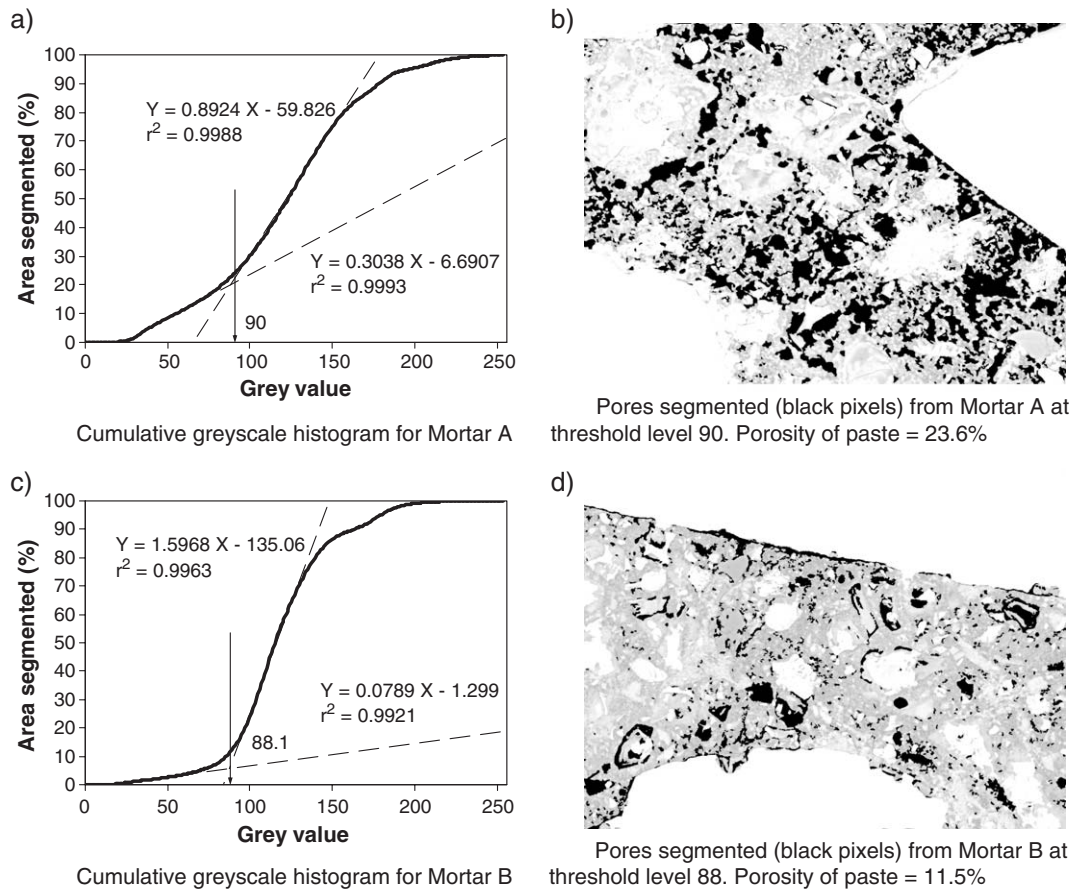 a)
100
90
80
70
60
50
40
30
20
10
0
Area segmented (%)
Y = 0.8924 X - 59.826
r² = 0.9988
Y = 0.3038 X - 6.6907
r² = 0.9993
90
0 50 100 150 200 250
Grey value
Cumulative greyscale histogram for Mortar A
b)
Pores segmented (black pixels) from Mortar A at
threshold level 90. Porosity of paste = 23.6%
c)
100
90
80
70
60
50
40
30
20
10
0
Area segmented (%)
Y = 1.5968 X - 135.06
r² = 0.9963
Y = 0.0789 X - 1.299
r² = 0.9921
88.1
0 50 100 150 200 250
Grey value
Cumulative greyscale histogram for Mortar B
d)
Pores segmented (black pixels) from Mortar B at
threshold level 88. Porosity of paste = 11.5%